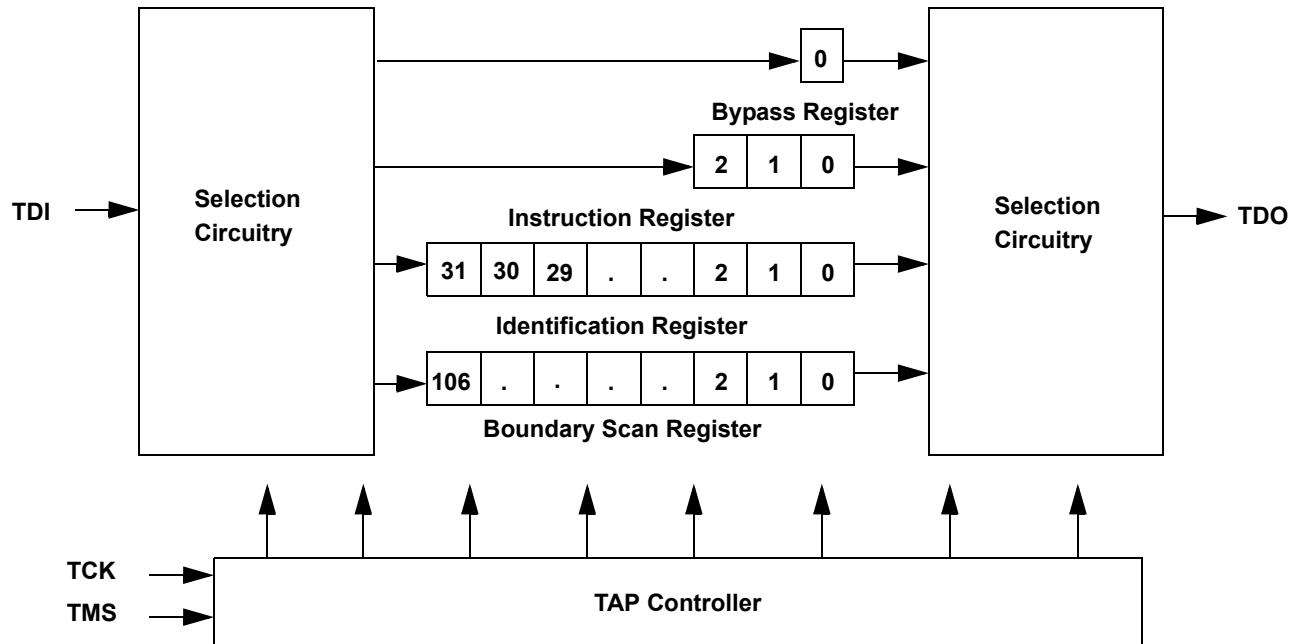 0
Bypass Register
2 1 0
Selection
Circuitry
Selection
Circuitry
TDI
TDO
Instruction Register
31 30 29 . . 2 1 0
Identification Register
106 . . . . 2 1 0
Boundary Scan Register
TCK
TMS
TAP Controller